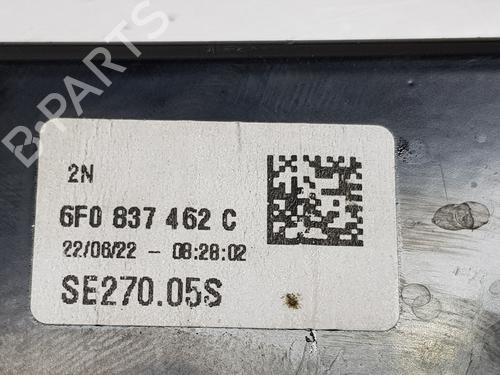 B-PARTS
2N
6F0 837 462 C
22/06/22 - 08:28:02
SE270.05S